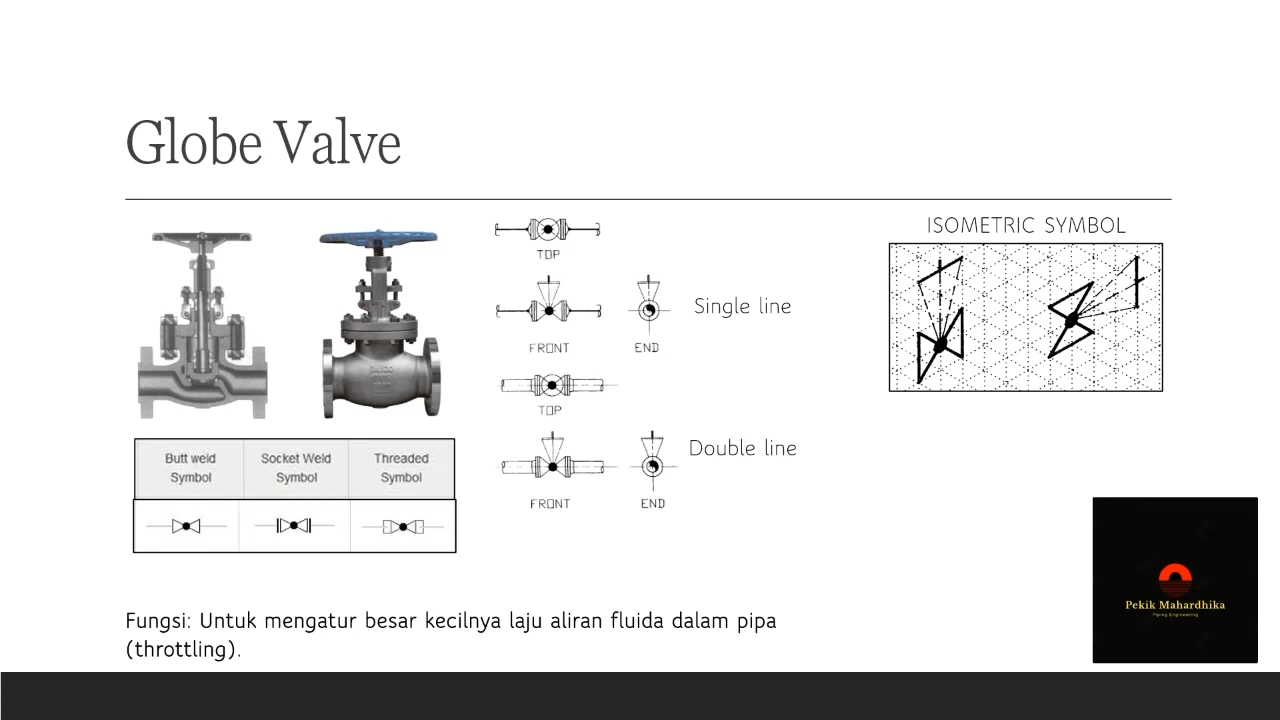 Globe Valve
ISOMETRIC SYMBOL
TOP
FRONT
END
Single line
TOP
FRONT
END
Double line
Butt weld
Symbol
Socket Weld
Symbol
Threaded
Symbol
Fungsi: Untuk mengatur besar kecilnya laju aliran fluida dalam pipa
(throttling).
Pekik Mahardhika
Piping Engineering